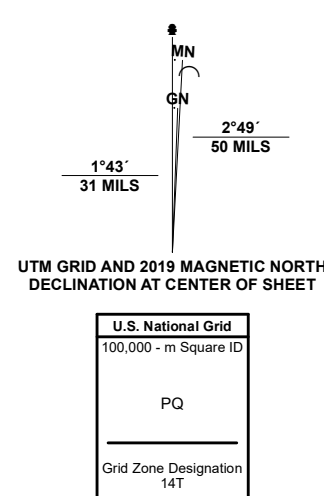 MN
GN
2°49´
50 MILS
1°43´
31 MILS
UTM GRID AND 2019 MAGNETIC NORTH
DECLINATION AT CENTER OF SHEET
U.S. National Grid
100,000 - m Square ID
PQ
Grid Zone Designation
14T